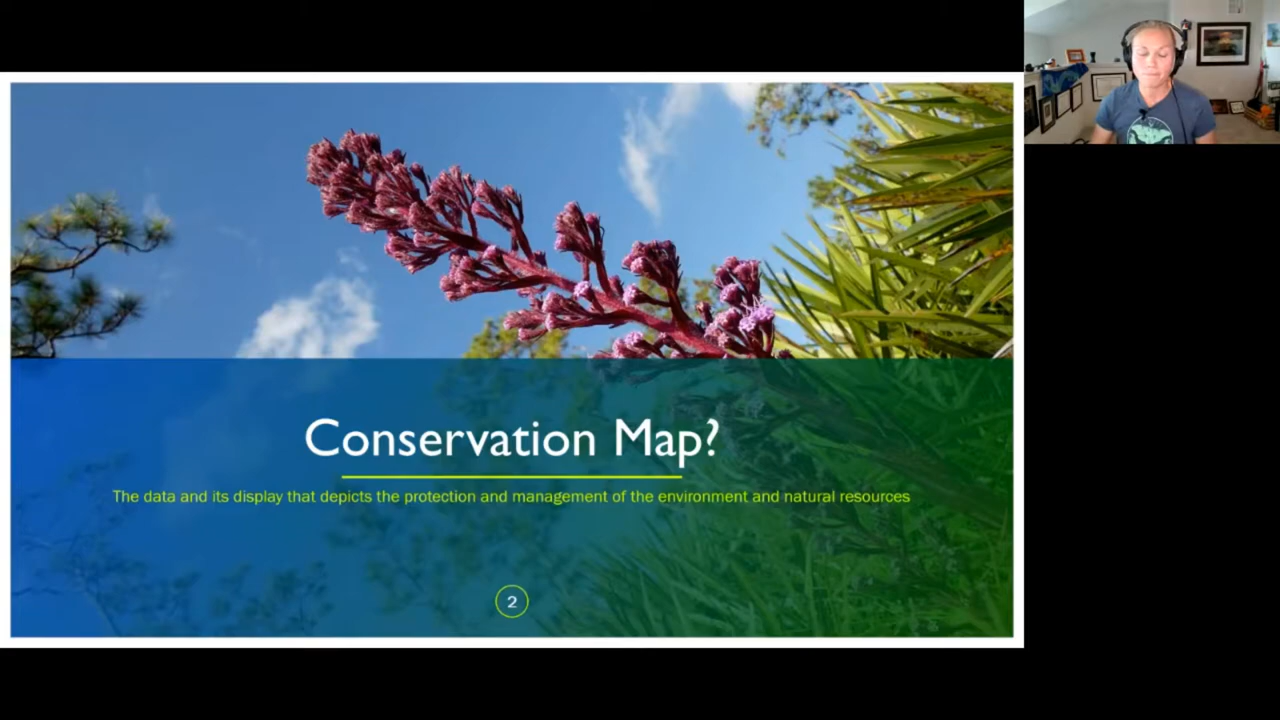 Conservation Map?
The data and its display that depicts the protection and management of the environment and natural resources
2